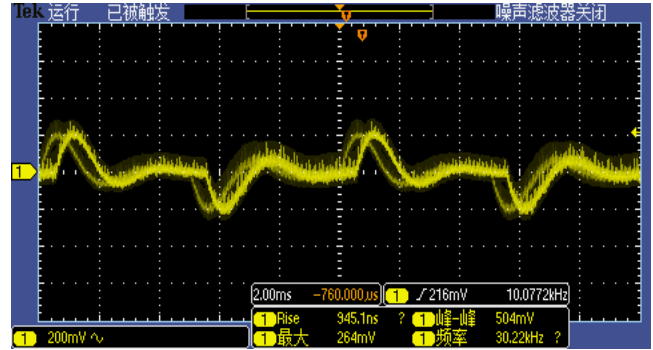 Tek 运行 已被触发 噪声滤波器关闭
T
1
2.00ms -760.000µs 1 ∫ 216mV 10.0772kHz
1 Rise 945.1ns ? 1 峰-峰 504mV
1 最大 264mV 1 频率 30.22kHz ?
1 200mV ∿